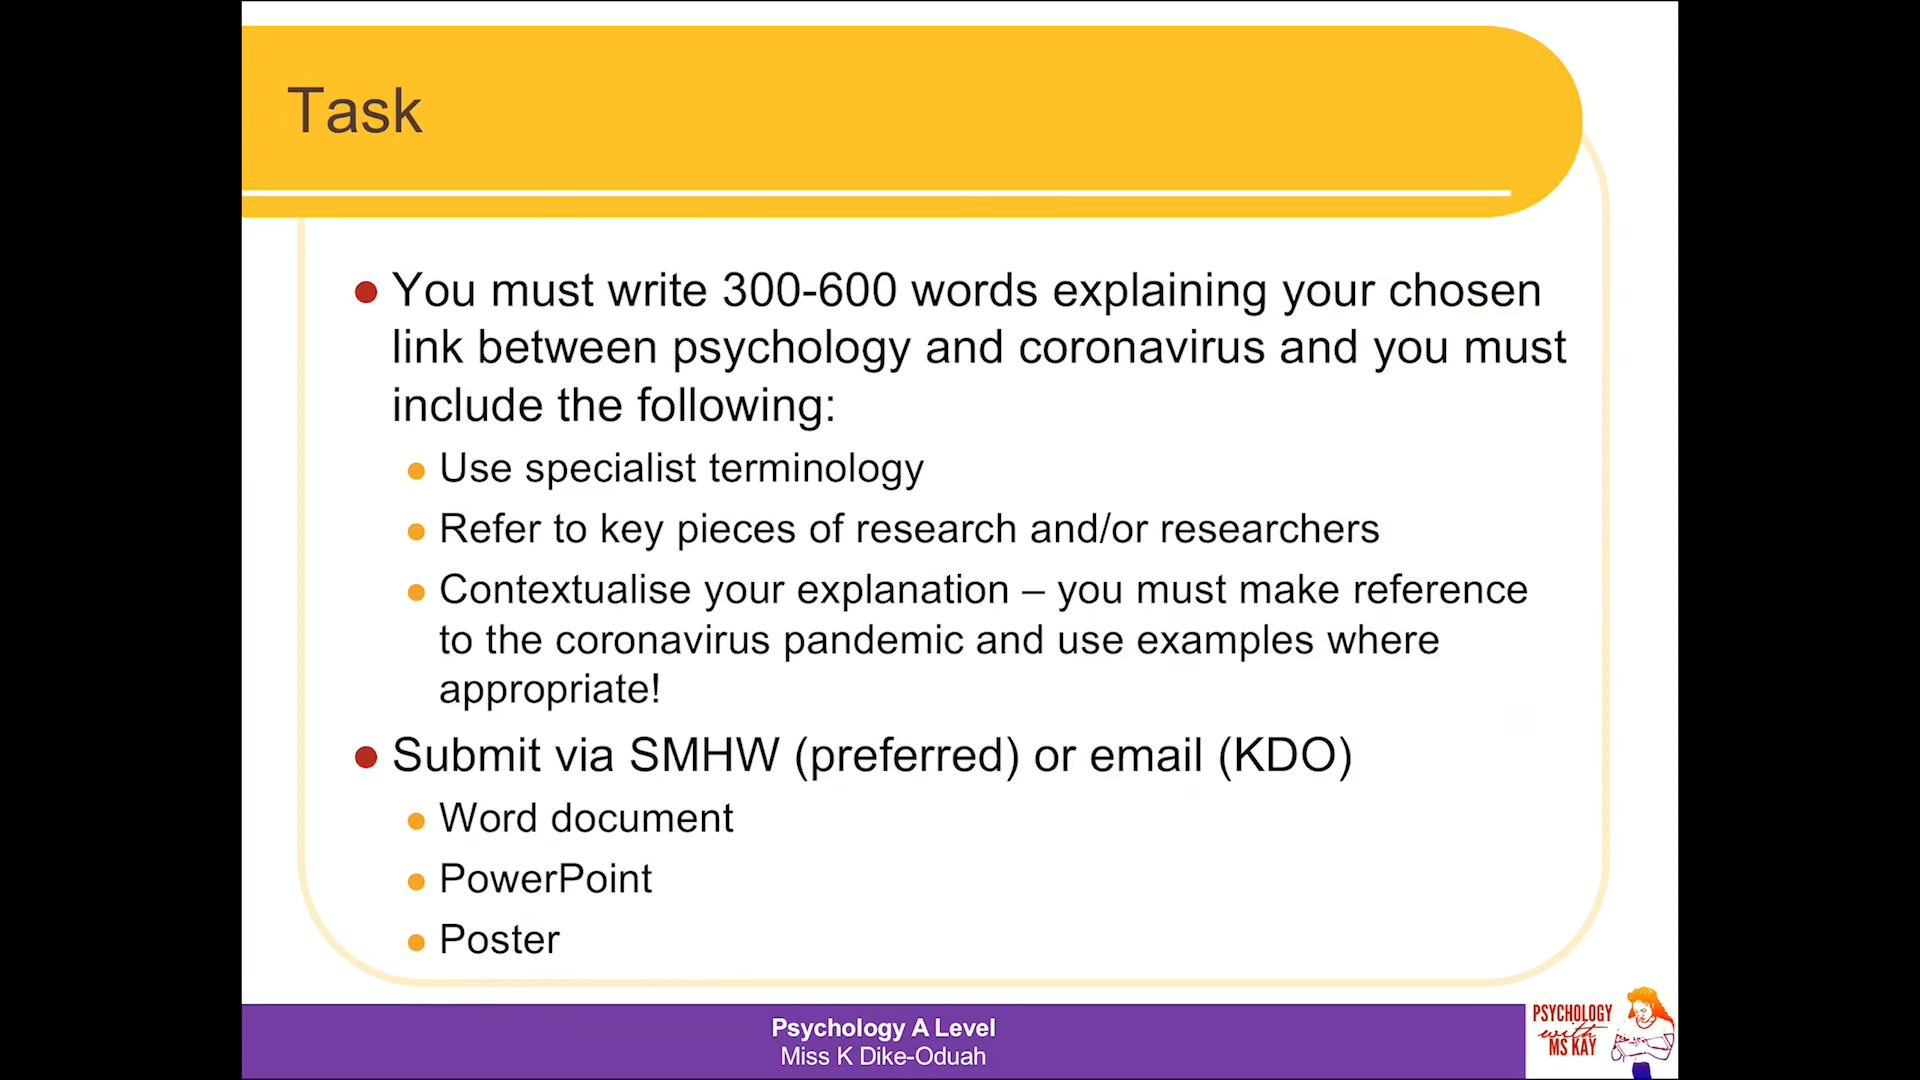 Task
● You must write 300-600 words explaining your chosen
link between psychology and coronavirus and you must
include the following:
● Use specialist terminology
● Refer to key pieces of research and/or researchers
● Contextualise your explanation – you must make reference
to the coronavirus pandemic and use examples where
appropriate!
● Submit via SMHW (preferred) or email (KDO)
● Word document
● PowerPoint
● Poster
Psychology A Level
Miss K Dike-Oduah
PSYCHOLOGY
with
MS KAY